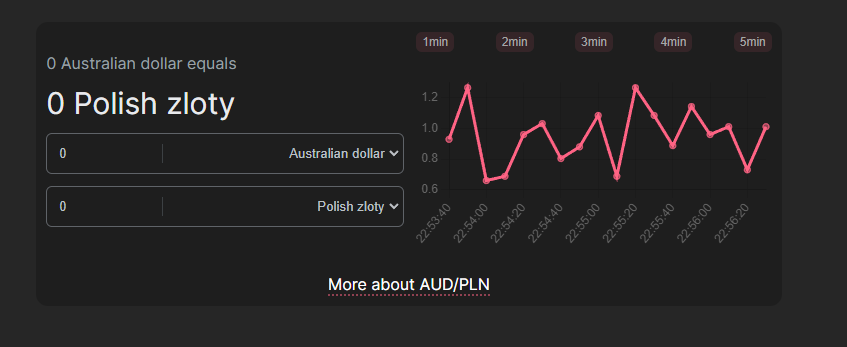 1min 2min 3min 4min 5min
0 Australian dollar equals
0 Polish zloty
0 Australian dollar
0 Polish zloty
1.2
1.0
0.8
0.6
22:53:40 22:54:00 22:54:20 22:54:40 22:55:00 22:55:20 22:55:40 22:56:00 22:56:20
More about AUD/PLN